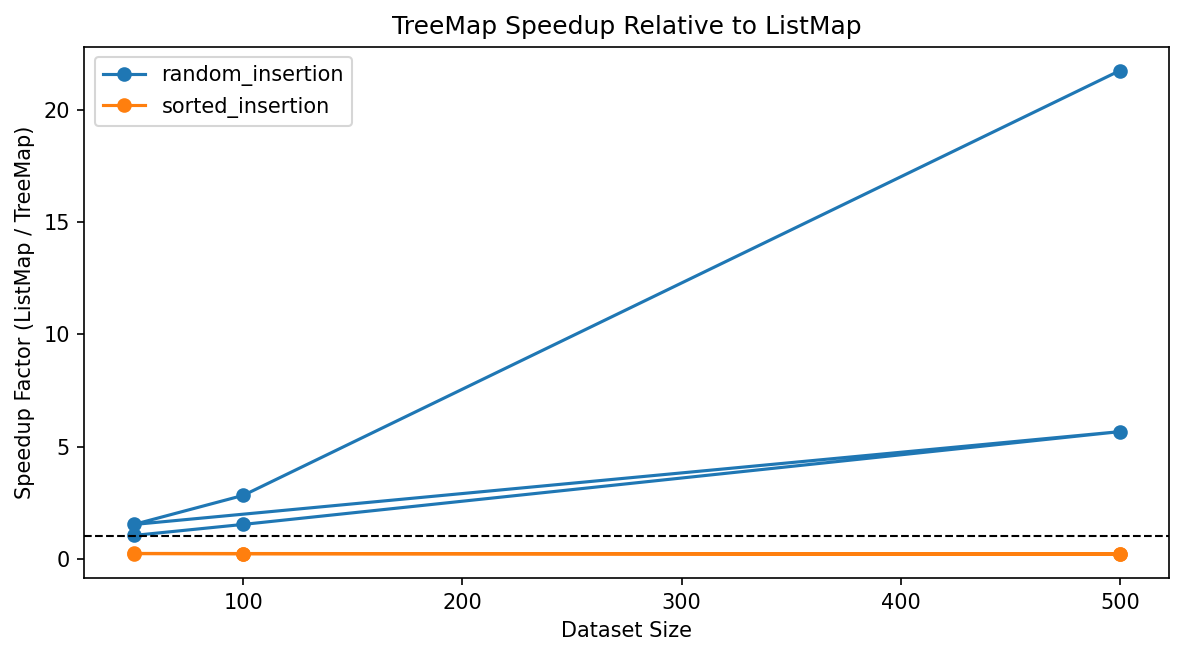 TreeMap Speedup Relative to ListMap
random_insertion
sorted_insertion
Speedup Factor (ListMap / TreeMap)
20
15
10
5
0
100
200
300
400
500
Dataset Size